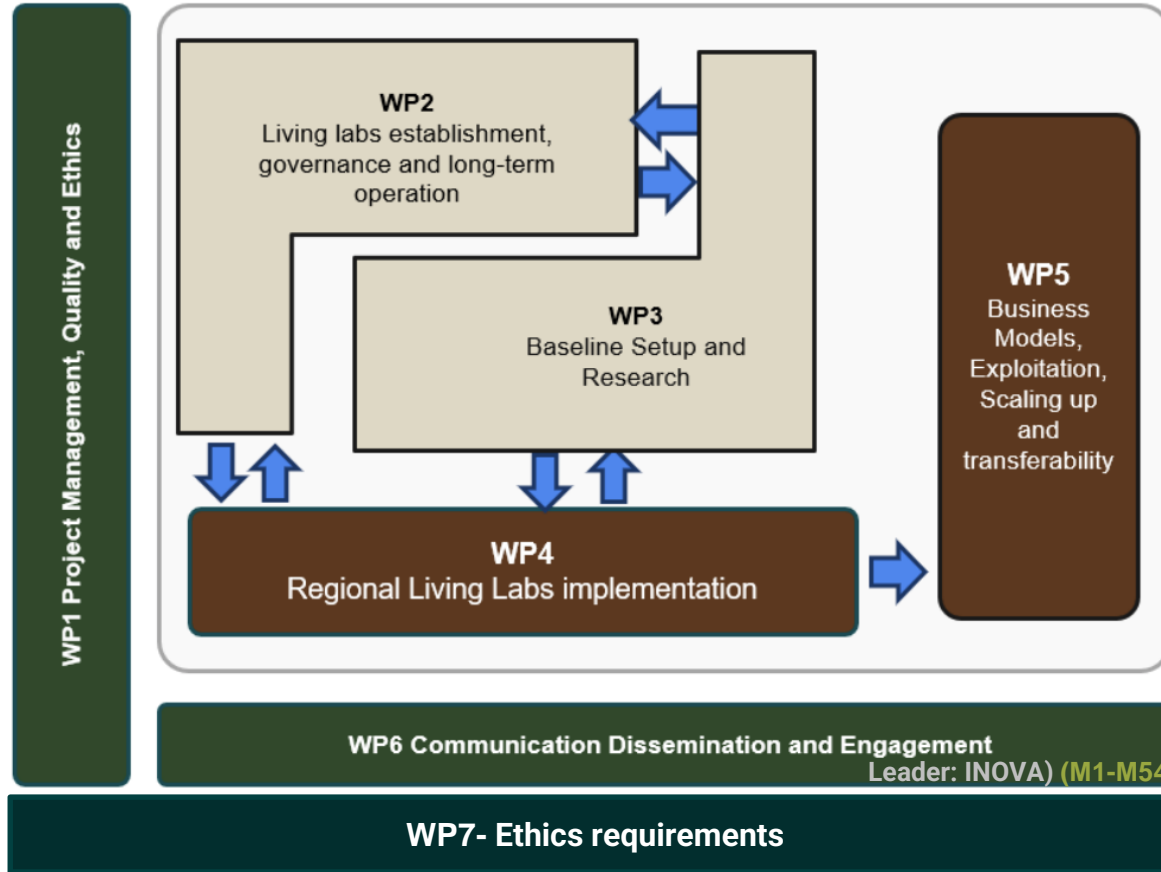 WP1 Project Management, Quality and Ethics
WP2
Living labs establishment,
governance and long-term
operation
WP3
Baseline Setup and
Research
WP4
Regional Living Labs implementation
WP5
Business
Models,
Exploitation,
Scaling up
and
transferability
WP6 Communication Dissemination and Engagement
Leader: INOVA) (M1-M54
WP7- Ethics requirements